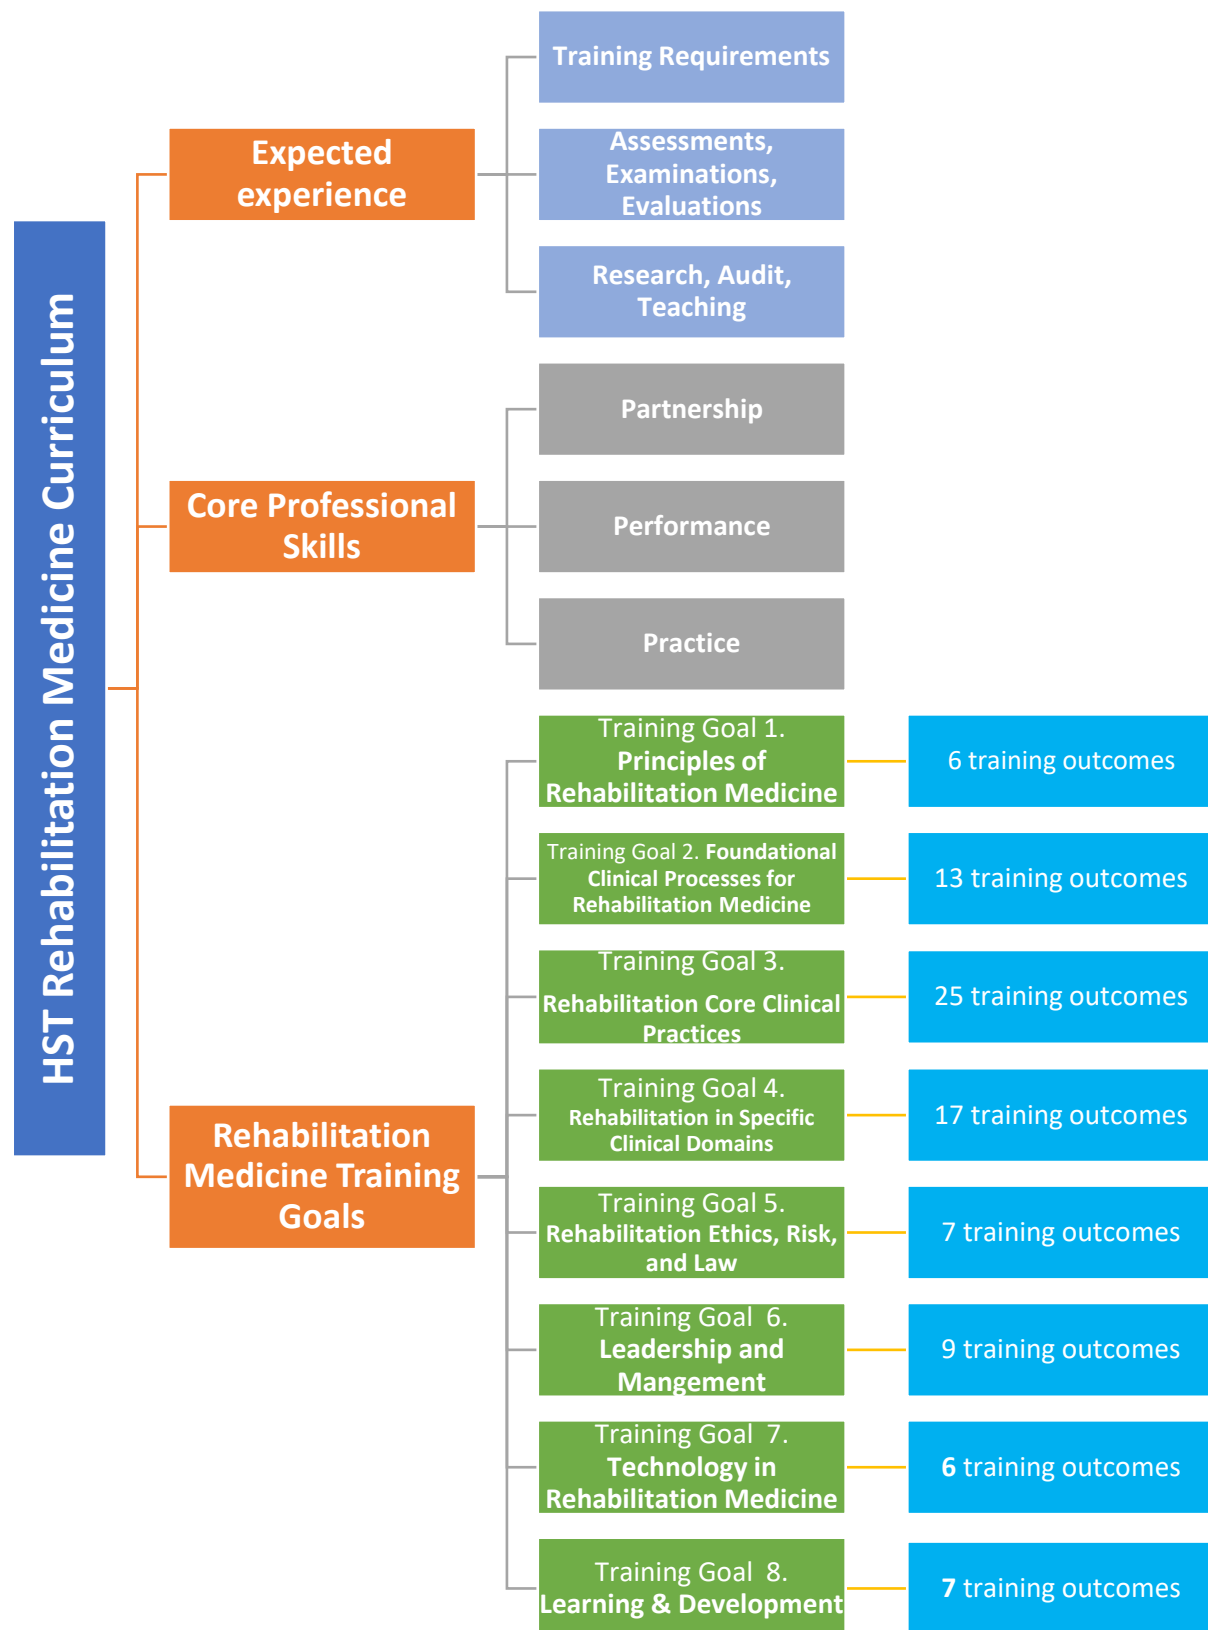 HST Rehabilitation Medicine Curriculum
Expected
experience
Training Requirements
Assessments,
Examinations,
Evaluations
Research, Audit,
Teaching
Core Professional
Skills
Partnership
Performance
Practice
Rehabilitation
Medicine Training
Goals
Training Goal 1.
Principles of
Rehabilitation Medicine
6 training outcomes
Training Goal 2. Foundational
Clinical Processes for
Rehabilitation Medicine
13 training outcomes
Training Goal 3.
Rehabilitation Core Clinical
Practices
25 training outcomes
Training Goal 4.
Rehabilitation in Specific
Clinical Domains
17 training outcomes
Training Goal 5.
Rehabilitation Ethics, Risk,
and Law
7 training outcomes
Training Goal  6.
Leadership and
Mangement
9 training outcomes
Training Goal  7.
Technology in
Rehabilitation Medicine
6 training outcomes
Training Goal  8.
Learning & Development
7 training outcomes